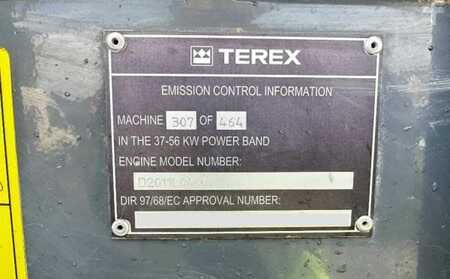 TEREX
EMISSION CONTROL INFORMATION
MACHINE 307 OF 464
IN THE 37-56 KW POWER BAND
ENGINE MODEL NUMBER:
DIR 97/68/EC APPROVAL NUMBER: